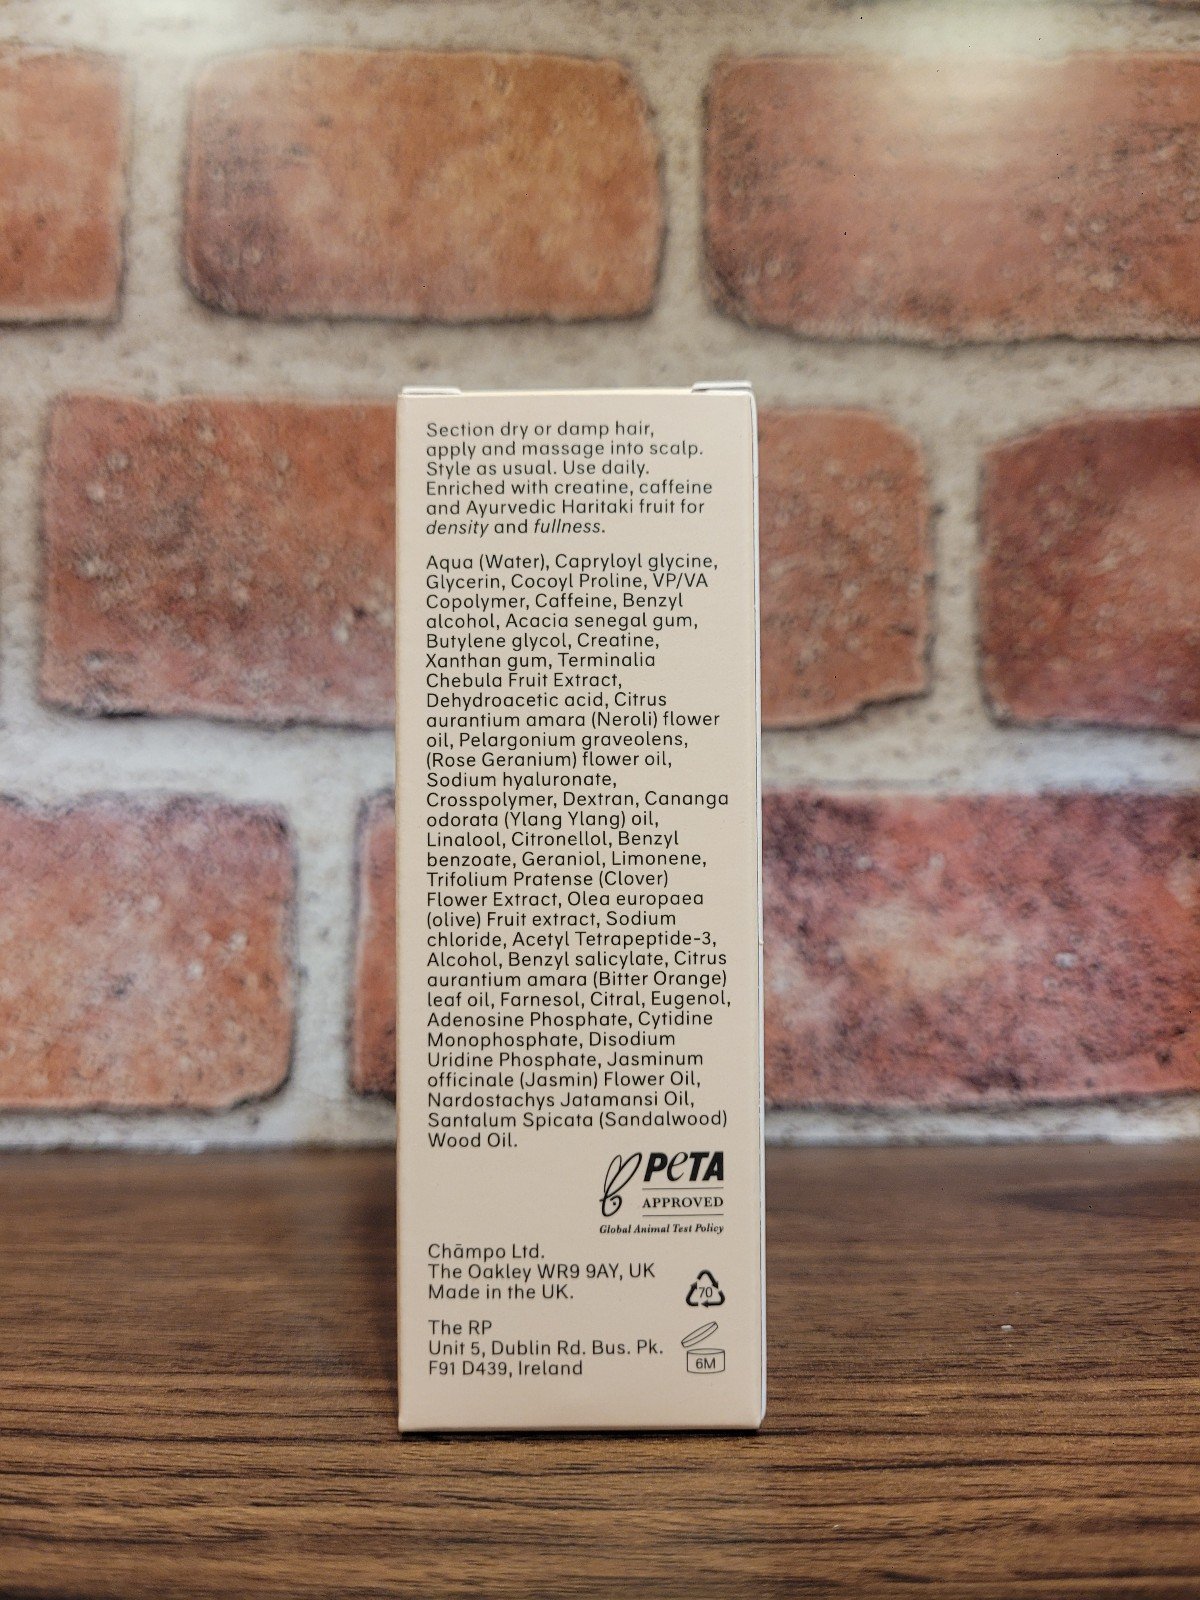 Section dry or damp hair,
apply and massage into scalp.
Style as usual. Use daily.
Enriched with creatine, caffeine
and Ayurvedic Haritaki fruit for
density and fullness.
Aqua (Water), Capryloyl glycine,
Glycerin, Cocoyl Proline, VP/VA
Copolymer, Caffeine, Benzyl
alcohol, Acacia senegal gum,
Butylene glycol, Creatine,
Xanthan gum, Terminalia
Chebula Fruit Extract,
Dehydroacetic acid, Citrus
aurantium amara (Neroli) flower
oil, Pelargonium graveolens,
(Rose Geranium) flower oil,
Sodium hyaluronate,
Crosspolymer, Dextran, Cananga
odorata (Ylang Ylang) oil,
Linalool, Citronellol, Benzyl
benzoate, Geraniol, Limonene,
Trifolium Pratense (Clover)
Flower Extract, Olea europaea
(olive) Fruit extract, Sodium
chloride, Acetyl Tetrapeptide-3,
Alcohol, Benzyl salicylate, Citrus
aurantium amara (Bitter Orange)
leaf oil, Farnesol, Citral, Eugenol,
Adenosine Phosphate, Cytidine
Monophosphate, Disodium
Uridine Phosphate, Jasminum
officinale (Jasmin) Flower Oil,
Nardostachys Jatamansi Oil,
Santalum Spicata (Sandalwood)
Wood Oil.
PeTA
APPROVED
Global Animal Test Policy
Chāmpo Ltd.
The Oakley WR9 9AY, UK
Made in the UK.
70
The RP
Unit 5, Dublin Rd. Bus. Pk.
F91 D439, Ireland
6M